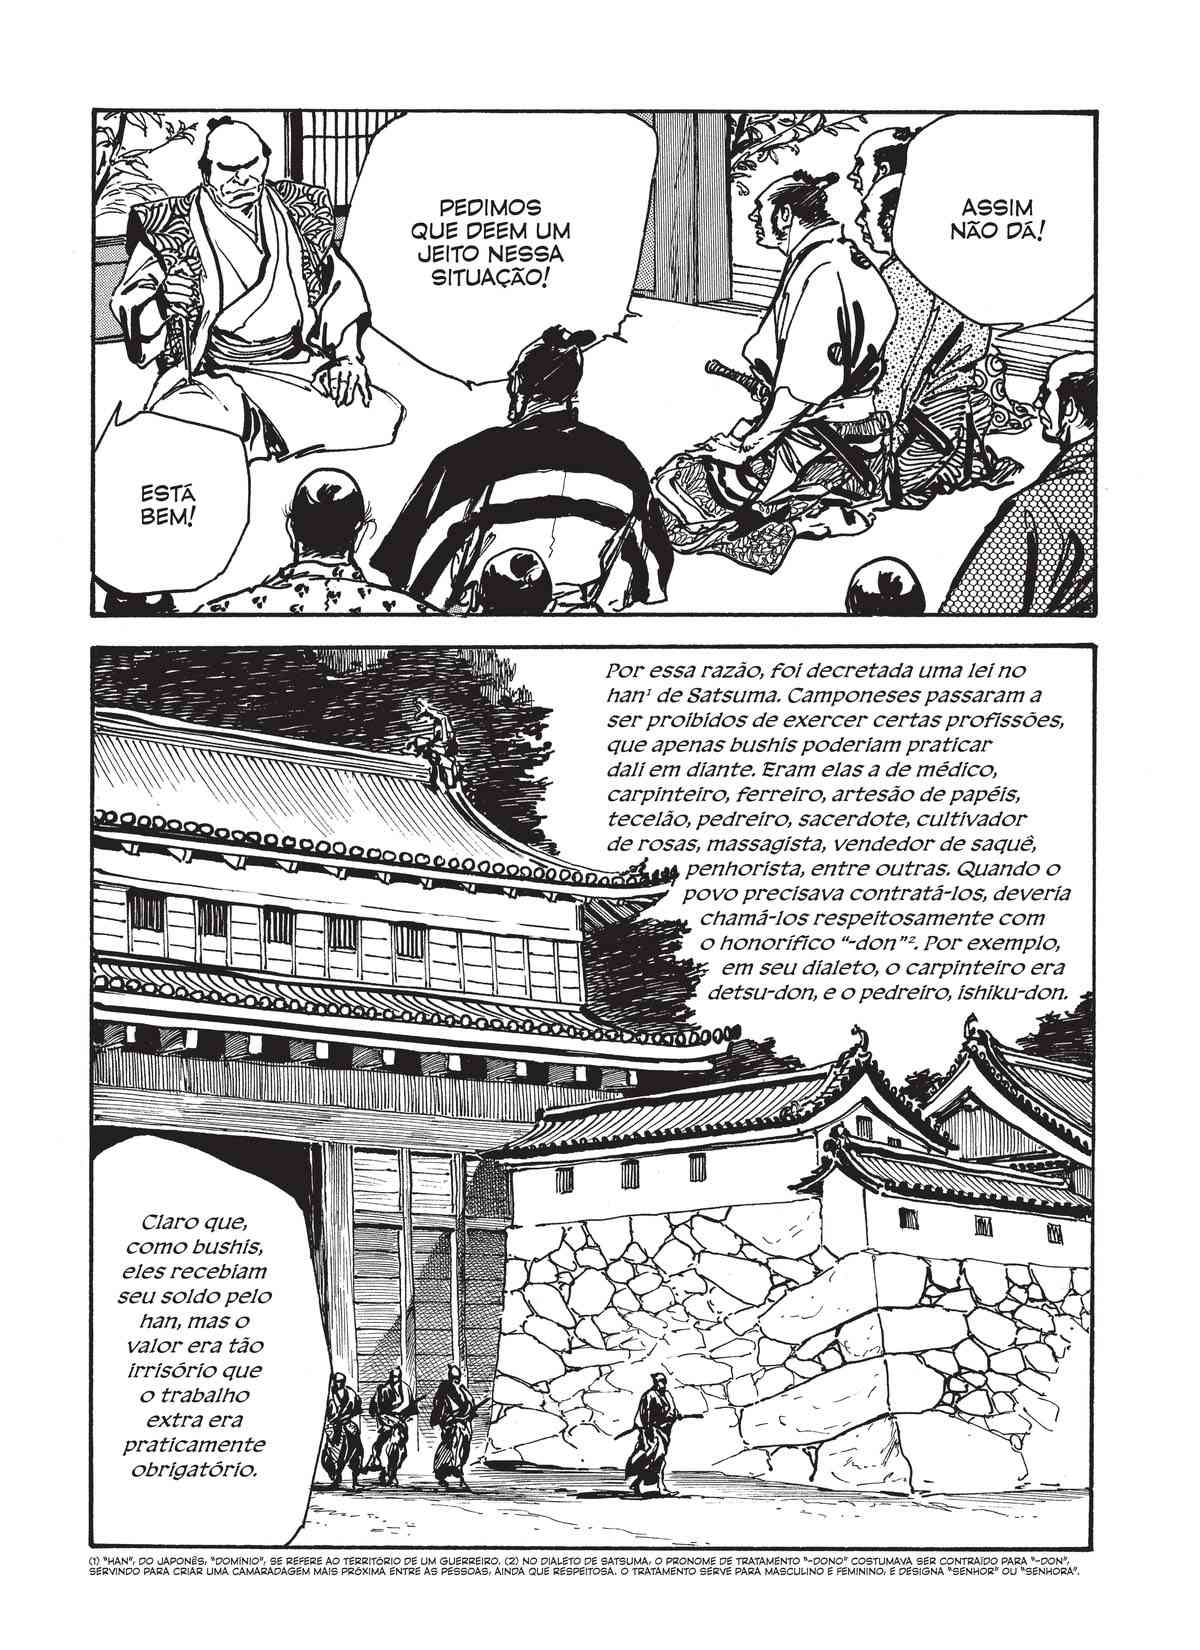 ASSIM
NÃO DÁ!
PEDIMOS
QUE DEEM UM
JEITO NESSA
SITUAÇÃO!
ESTÁ
BEM!
Por essa razão, foi decretada uma lei no
han¹ de Satsuma. Camponeses passaram a
ser proibidos de exercer certas profissões,
que apenas bushis poderiam praticar
dali em diante. Eram elas a de médico,
carpinteiro, ferreiro, artesão de papéis,
tecelão, pedreiro, sacerdote, cultivador
de rosas, massagista, vendedor de saquê,
penhorista, entre outras. Quando o
povo precisava contratá-los, deveria
chamá-los respeitosamente com
o honorífico “-don”². Por exemplo,
em seu dialeto, o carpinteiro era
detsu-don, e o pedreiro, ishiku-don.
Claro que,
como bushis,
eles recebiam
seu soldo pelo
han, mas o
valor era tão
irrisório que
o trabalho
extra era
praticamente
obrigatório.
(1) "HAN", DO JAPONÊS, "DOMÍNIO", SE REFERE AO TERRITÓRIO DE UM GUERREIRO. (2) NO DIALETO DE SATSUMA, O PRONOME DE TRATAMENTO "-DONO" COSTUMAVA SER CONTRAÍDO PARA "-DON",
SERVINDO PARA CRIAR UMA CAMARADAGEM MAIS PRÓXIMA ENTRE AS PESSOAS, AINDA QUE RESPEITOSA. O TRATAMENTO SERVE PARA MASCULINO E FEMININO, E DESIGNA "SENHOR" OU "SENHORA".